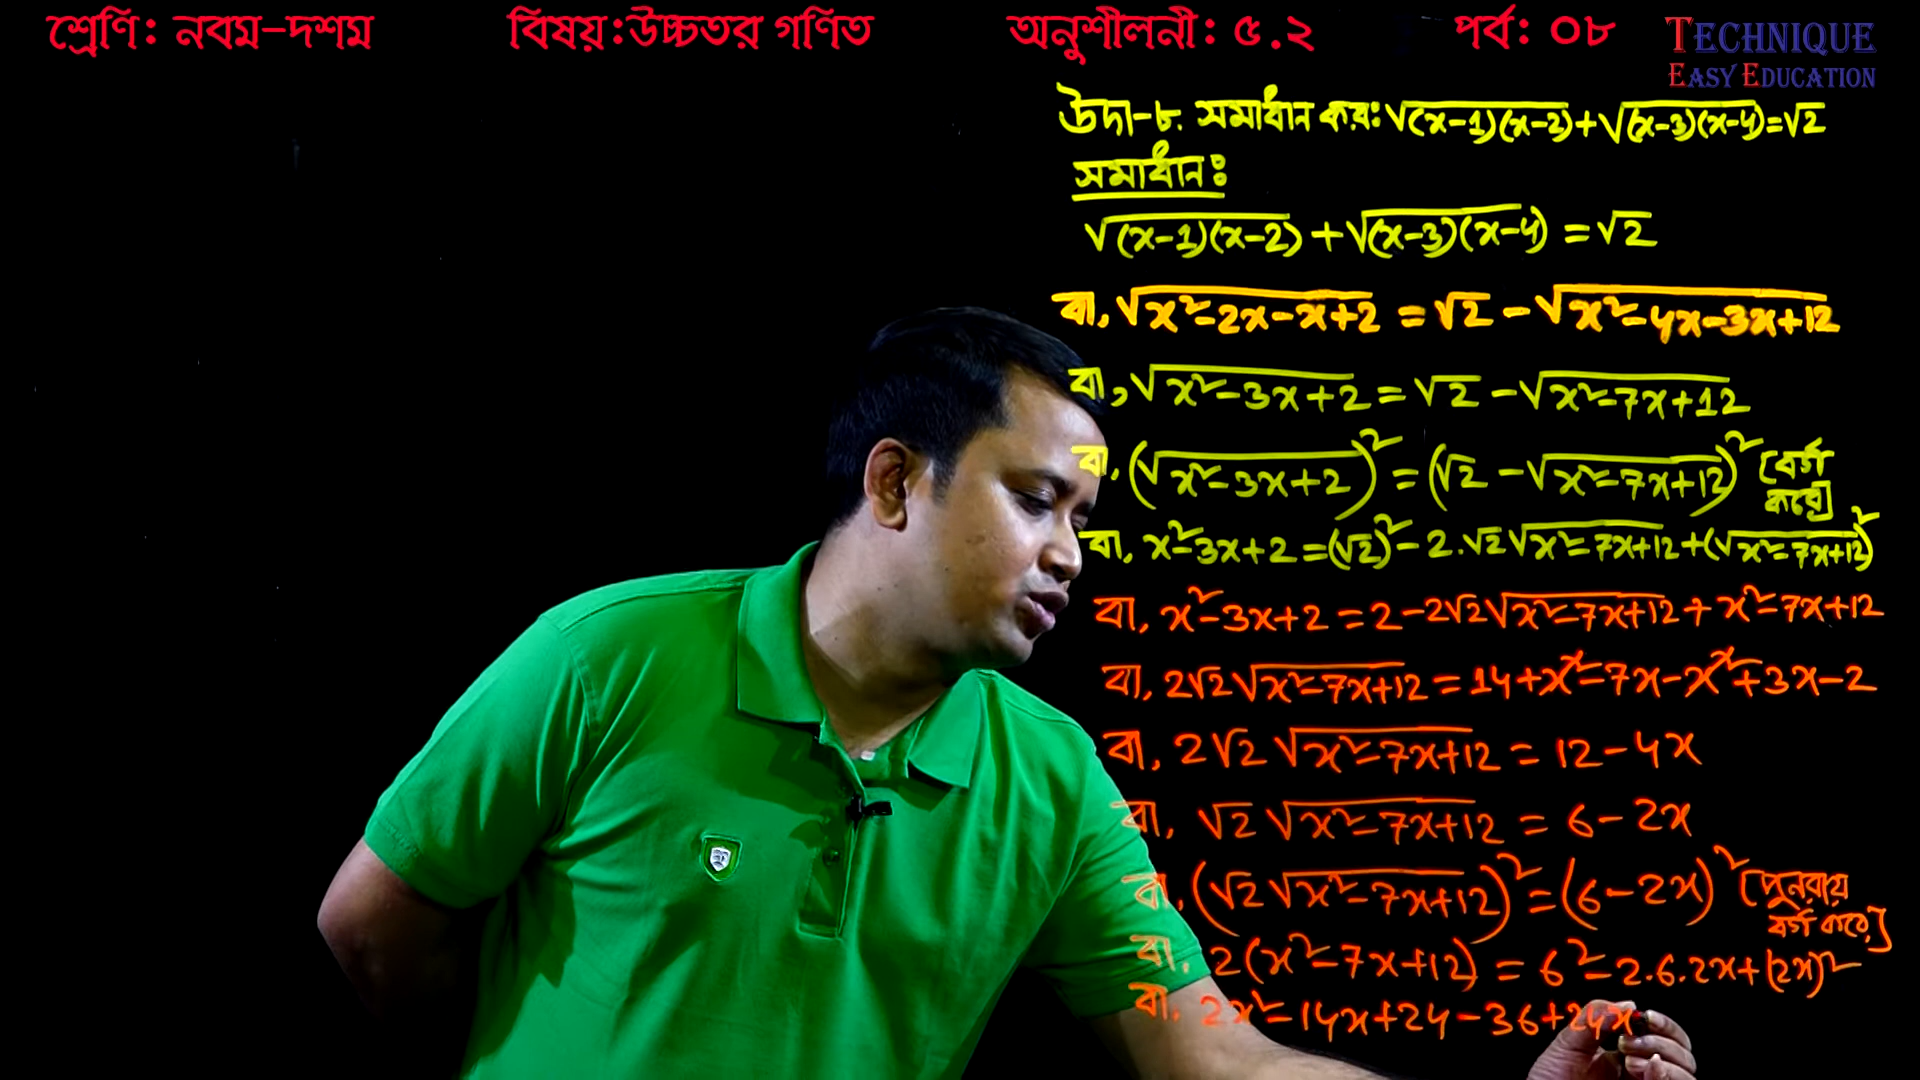 শ্রেণি: নবম-দশম বিষয়:উচ্চতর গণিত অনুশীলনী: ৫.২ পর্ব: ০৮
TECHNIQUE
EASY EDUCATION
উদা-৮. সমাধান কর: √(x-1)(x-2)+√(x-3)(x-4)=√2
সমাধানঃ
√(x-1)(x-2) + √(x-3)(x-4) = √2
বা, √x²-2x-x+2 = √2 - √x²-4x-3x+12
বা, √x²-3x+2 = √2 - √x²-7x+12
বা, (√x²-3x+2)² = (√2 - √x²-7x+12)² [বর্গ করে]
বা, x²-3x+2 = (√2)² - 2.√2√x²-7x+12+(√x²-7x+12)²
বা, x²-3x+2 = 2-2√2√x²-7x+12 + x²-7x+12
বা, 2√2√x²-7x+12 = 14+x²-7x-x²+3x-2
বা, 2√2 √x²-7x+12 = 12-4x
বা, √2 √x²-7x+12 = 6-2x
বা, (√2 √x²-7x+12)² = (6-2x)² [পুনরায় বর্গ করে]
বা, 2(x²-7x+12) = 6²-2.6.2x+(2x)²
বা, 2x²-14x+24-36+24x